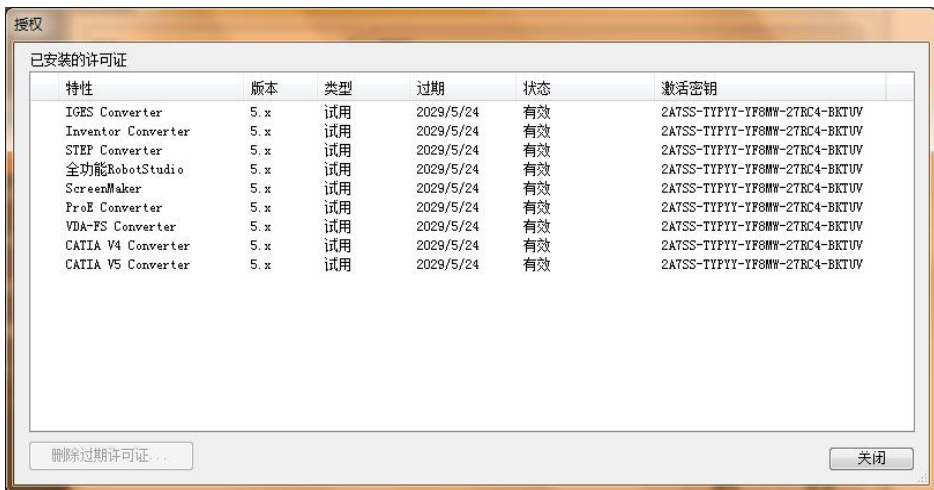 授权
已安装的许可证
特性 版本 类型 过期 状态 激活密钥
IGES Converter 5.x 试用 2029/5/24 有效 2A7SS-TYPYY-YF8MW-27RC4-BKTUV
Inventor Converter 5.x 试用 2029/5/24 有效 2A7SS-TYPYY-YF8MW-27RC4-BKTUV
STEP Converter 5.x 试用 2029/5/24 有效 2A7SS-TYPYY-YF8MW-27RC4-BKTUV
全功能RobotStudio 5.x 试用 2029/5/24 有效 2A7SS-TYPYY-YF8MW-27RC4-BKTUV
ScreenMaker 5.x 试用 2029/5/24 有效 2A7SS-TYPYY-YF8MW-27RC4-BKTUV
ProE Converter 5.x 试用 2029/5/24 有效 2A7SS-TYPYY-YF8MW-27RC4-BKTUV
VDA-FS Converter 5.x 试用 2029/5/24 有效 2A7SS-TYPYY-YF8MW-27RC4-BKTUV
CATIA V4 Converter 5.x 试用 2029/5/24 有效 2A7SS-TYPYY-YF8MW-27RC4-BKTUV
CATIA V5 Converter 5.x 试用 2029/5/24 有效 2A7SS-TYPYY-YF8MW-27RC4-BKTUV
删除过期许可证... 关闭